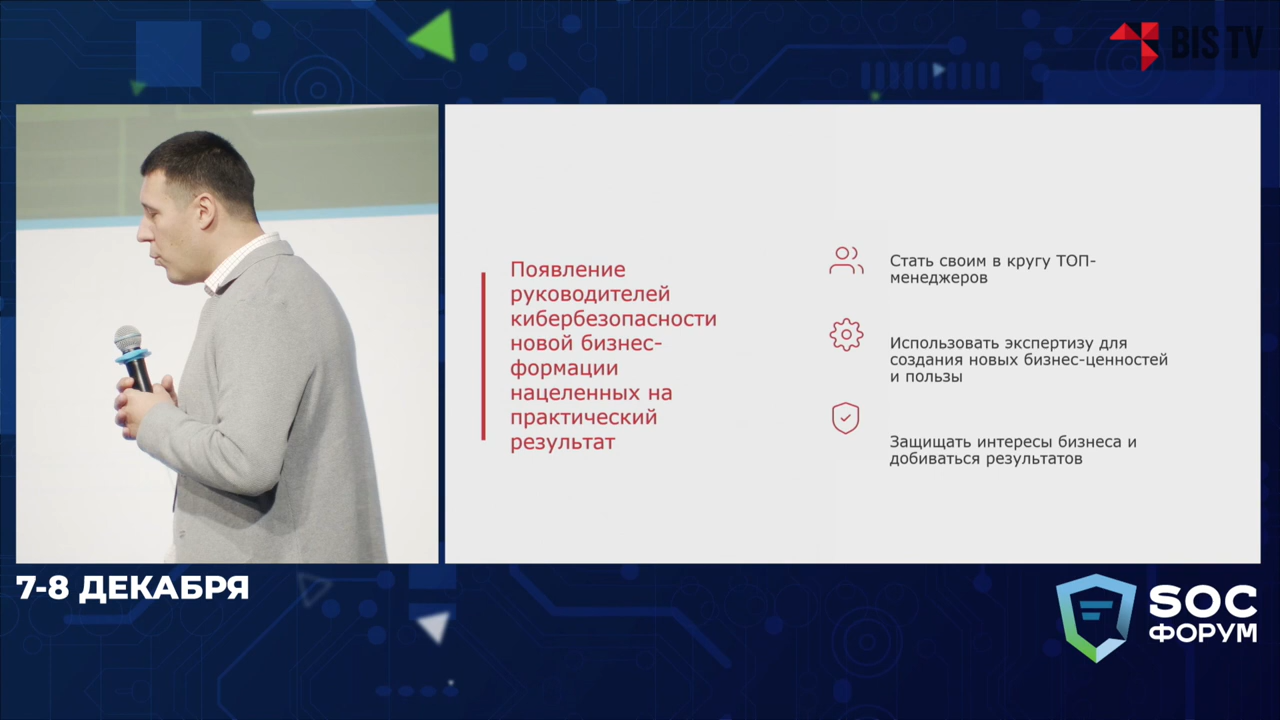 BIS TV
Появление
руководителей
кибербезопасности
новой бизнес-
формации
нацеленных на
практический
результат
Стать своим в кругу ТОП-
менеджеров
Использовать экспертизу для
создания новых бизнес-ценностей
и пользы
Защищать интересы бизнеса и
добиваться результатов
7-8 ДЕКАБРЯ
SOC
ФОРУМ